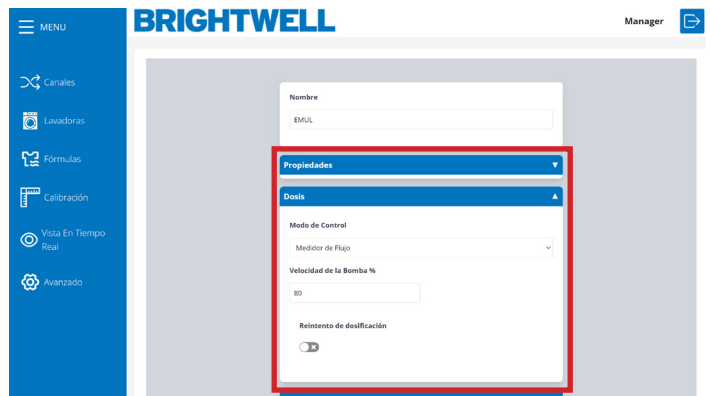 MENU
BRIGHTWELL
Manager
Canales
Lavadoras
Fórmulas
Calibración
Vista En Tiempo
Real
Avanzado
Nombre
EMUL
Propiedades
Dosis
Modo de Control
Medidor de Flujo
Velocidad de la Bomba %
80
Reintento de dosificación